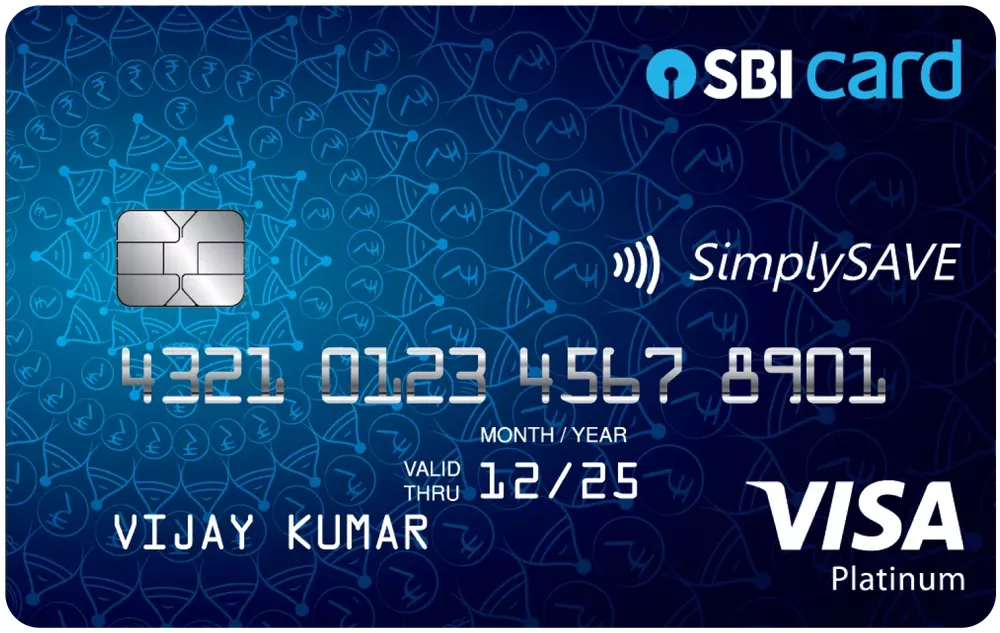 SBI card
SimplySAVE
4321 0123 4567 8901
MONTH / YEAR
VALID THRU 12/25
VIJAY KUMAR
VISA
Platinum